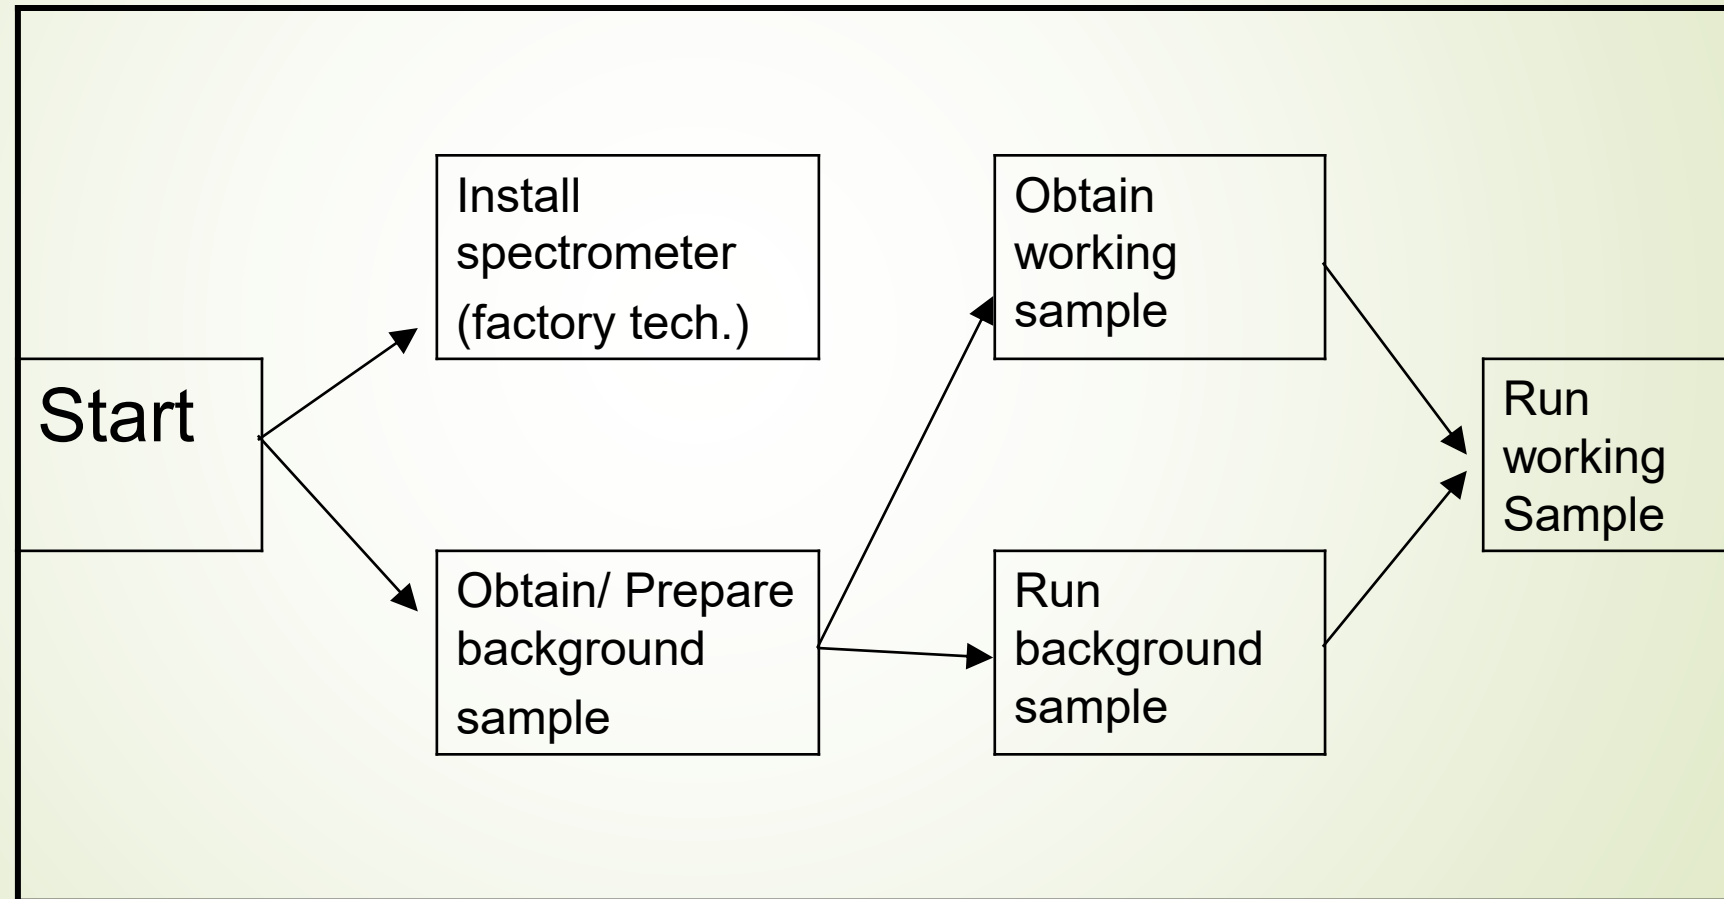 Start
Install
spectrometer
(factory tech.)
Obtain/ Prepare
background
sample
Obtain
working
sample
Run
background
sample
Run
working
Sample